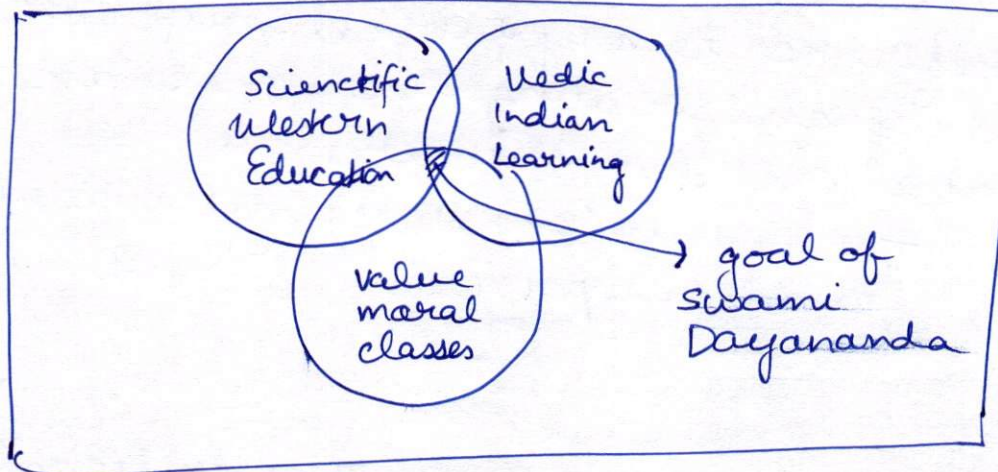 Scienctific
Western
Education
Vedic
Indian
Learning
value
moral
classes
goal of
Swami
Dayananda